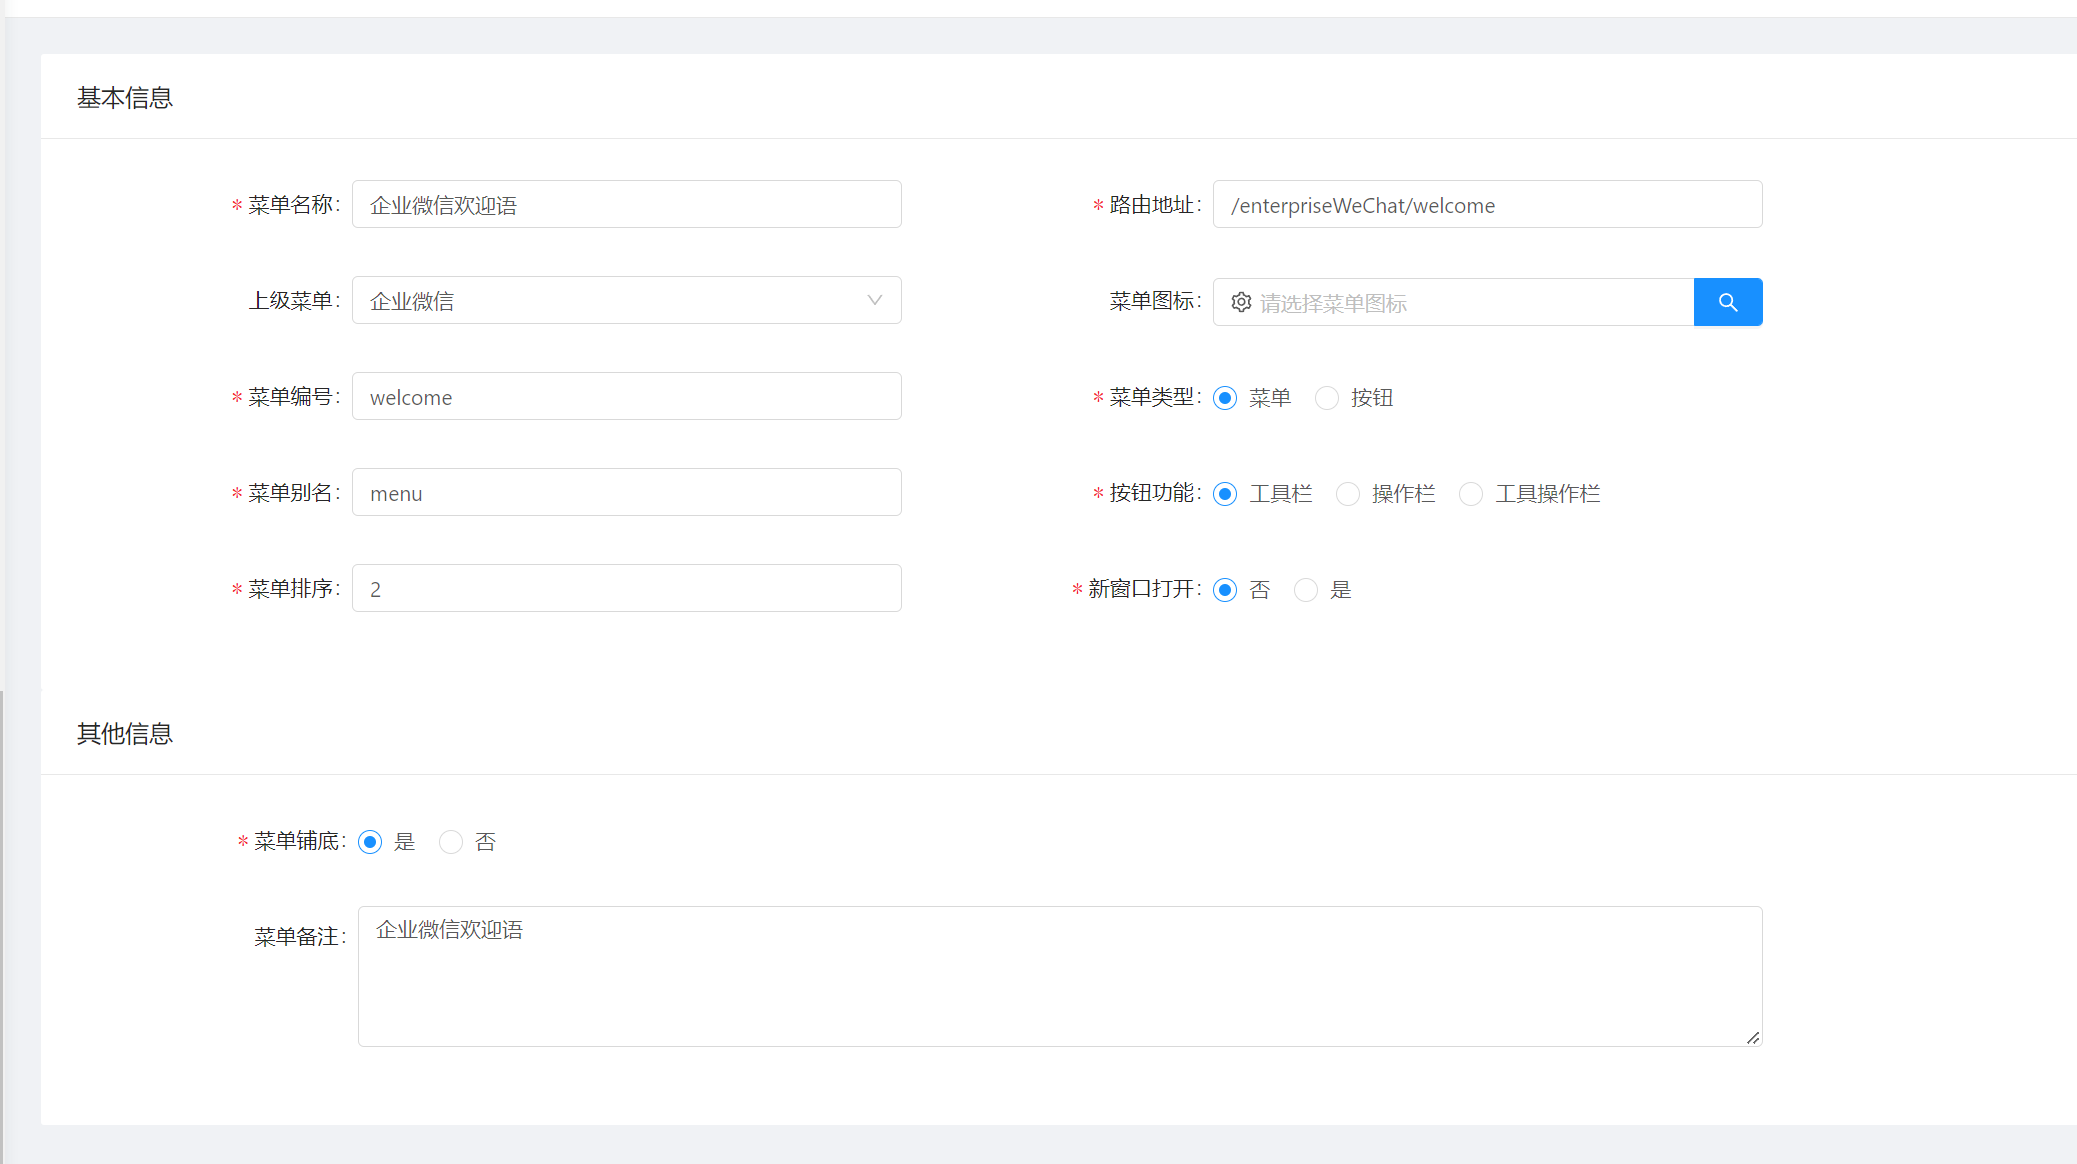 基本信息
* 菜单名称: 企业微信欢迎语
* 路由地址: /enterpriseWeChat/welcome
上级菜单: 企业微信
菜单图标: 请选择菜单图标
* 菜单编号: welcome
* 菜单类型: 菜单 按钮
* 菜单别名: menu
* 按钮功能: 工具栏 操作栏 工具操作栏
* 菜单排序: 2
* 新窗口打开: 否 是
其他信息
* 菜单铺底: 是 否
菜单备注: 企业微信欢迎语